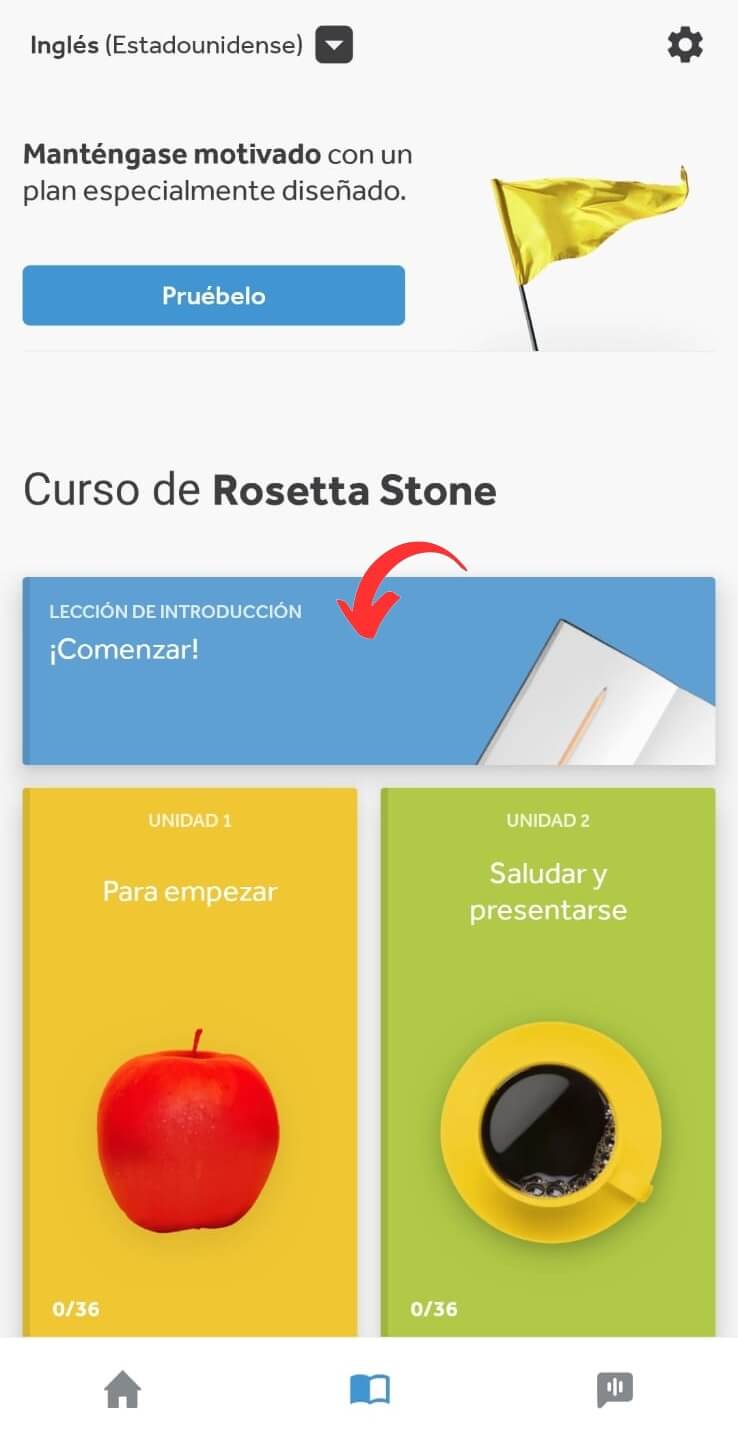 Inglés (Estadounidense)
Manténgase motivado con un
plan especialmente diseñado.
Pruébelo
Curso de Rosetta Stone
LECCIÓN DE INTRODUCCIÓN
¡Comenzar!
UNIDAD 1
Para empezar
0/36
UNIDAD 2
Saludar y
presentarse
0/36